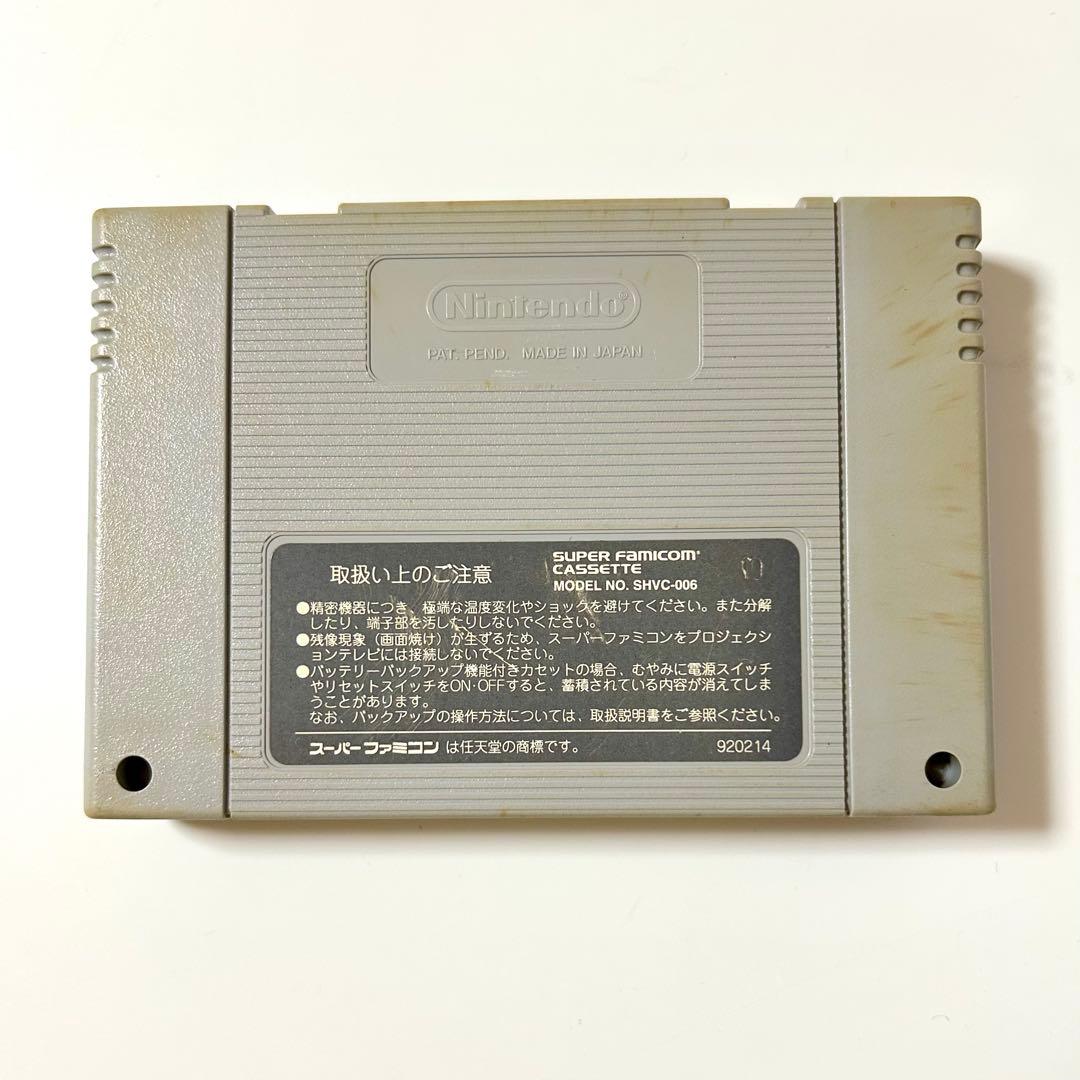 Nintendo®
PAT. PEND. MADE IN JAPAN
取扱い上のご注意
SUPER FAMICOM
CASSETTE
MODEL NO. SHVC-006
●精密機器につき、極端な温度変化やショックを避けてください。また分解
したり、端子部を汚したりしないでください。
●残像現象（画面焼け）が生ずるため、スーパーファミコンをプロジェクシ
ョンテレビには接続しないでください。
●バッテリーバックアップ機能付きカセットの場合、むやみに電源スイッチ
やリセットスイッチをON・OFFすると、蓄積されている内容が消えてしま
うことがあります。
なお、バックアップの操作方法については、取扱説明書をご参照ください。
スーパーファミコン は任天堂の商標です。 920214